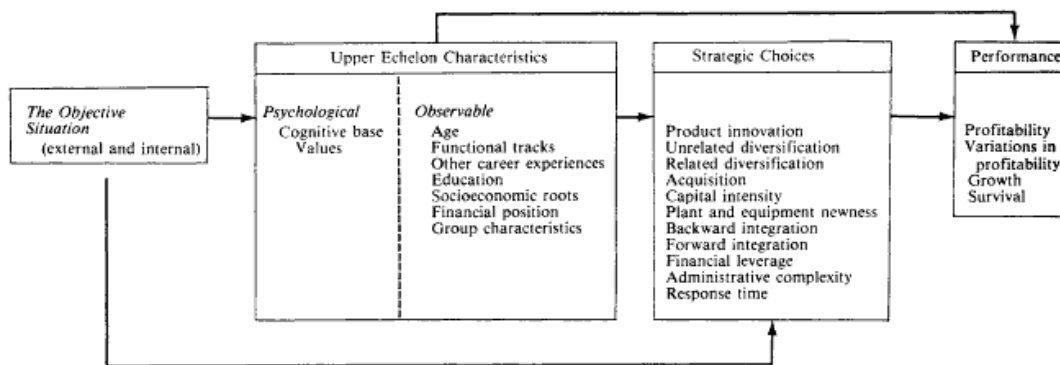 Upper Echelon Characteristics
Strategic Choices
Performance
The Objective
Situation
(external and internal)
Psychological
Cognitive base
Values
Observable
Age
Functional tracks
Other career experiences
Education
Socioeconomic roots
Financial position
Group characteristics
Product innovation
Unrelated diversification
Related diversification
Acquisition
Capital intensity
Plant and equipment newness
Backward integration
Forward integration
Financial leverage
Administrative complexity
Response time
Profitability
Variations in
profitability
Growth
Survival